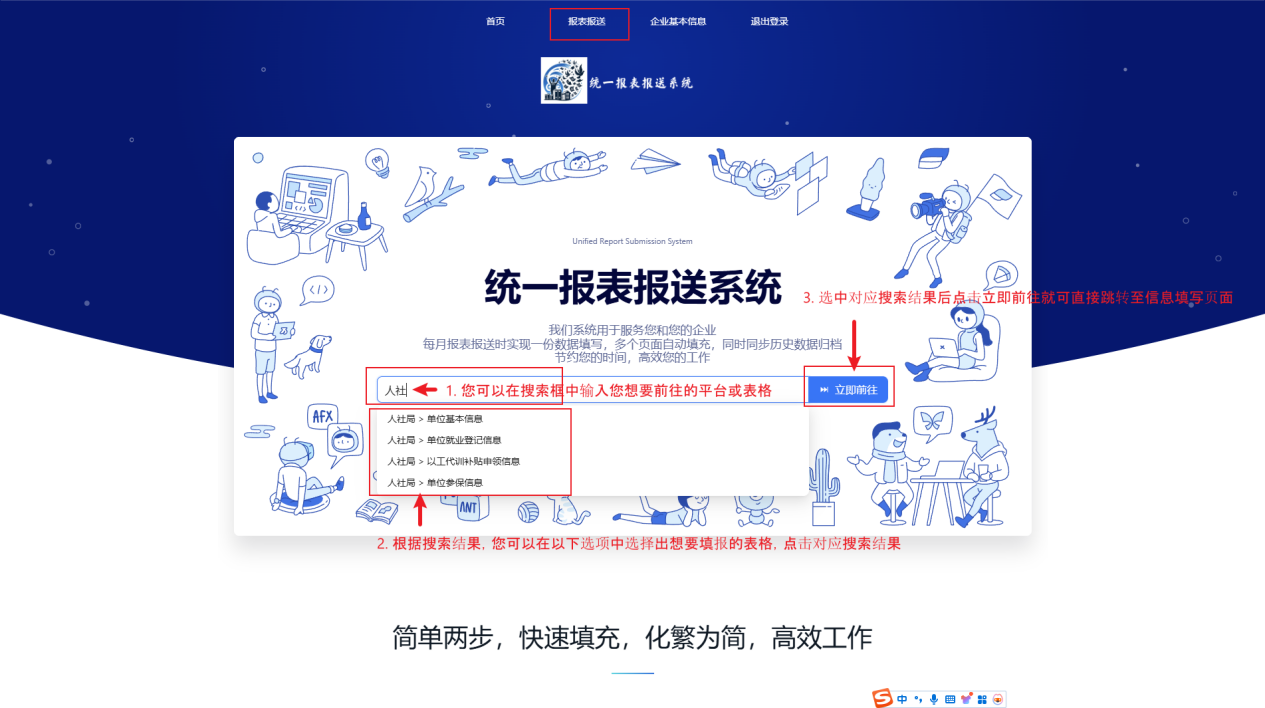 首页 报表报送 企业基本信息 退出登录
统一报表报送系统
Unified Report Submission System
统一报表报送系统
3. 选中对应搜索结果后点击立即前往就可直接跳转至信息填写页面
</>
我们系统用于服务您和您的企业
每月报表报送时实现一份数据填写，多个页面自动填充，同时同步历史数据归档
节约您的时间，高效您的工作
人社 1. 您可以在搜索框中输入您想要前往的平台或表格 立即前往
人社局 > 单位基本信息
AFX
人社局 > 单位就业登记信息
人社局 > 以工代训补贴申领信息
人社局 > 单位参保信息
ANT
2. 根据搜索结果, 您可以在以下选项中选择出想要填报的表格, 点击对应搜索结果
简单两步，快速填充，化繁为简，高效工作
S 中